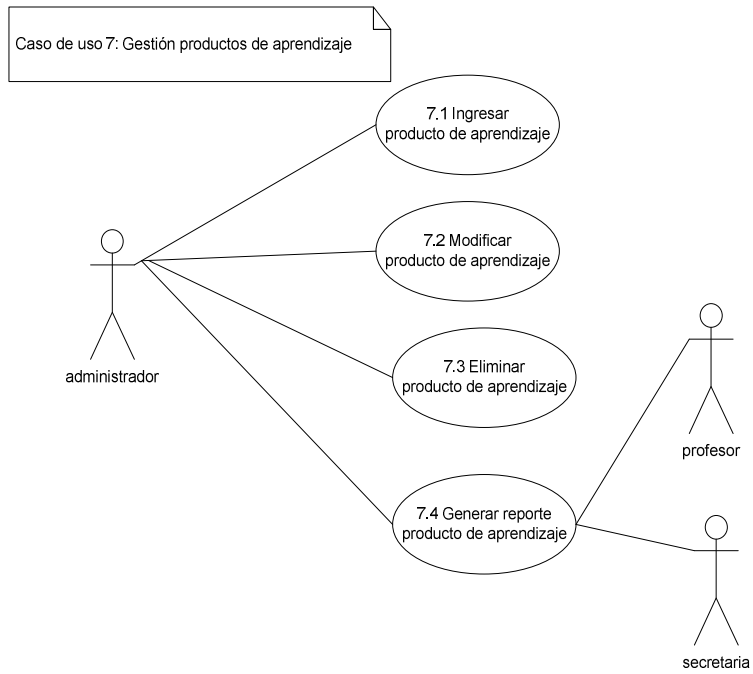 Caso de uso 7: Gestión productos de aprendizaje
7.1 Ingresar
producto de aprendizaje
7.2 Modificar
producto de aprendizaje
administrador
7.3 Eliminar
producto de aprendizaje
profesor
7.4 Generar reporte
producto de aprendizaje
secretaria